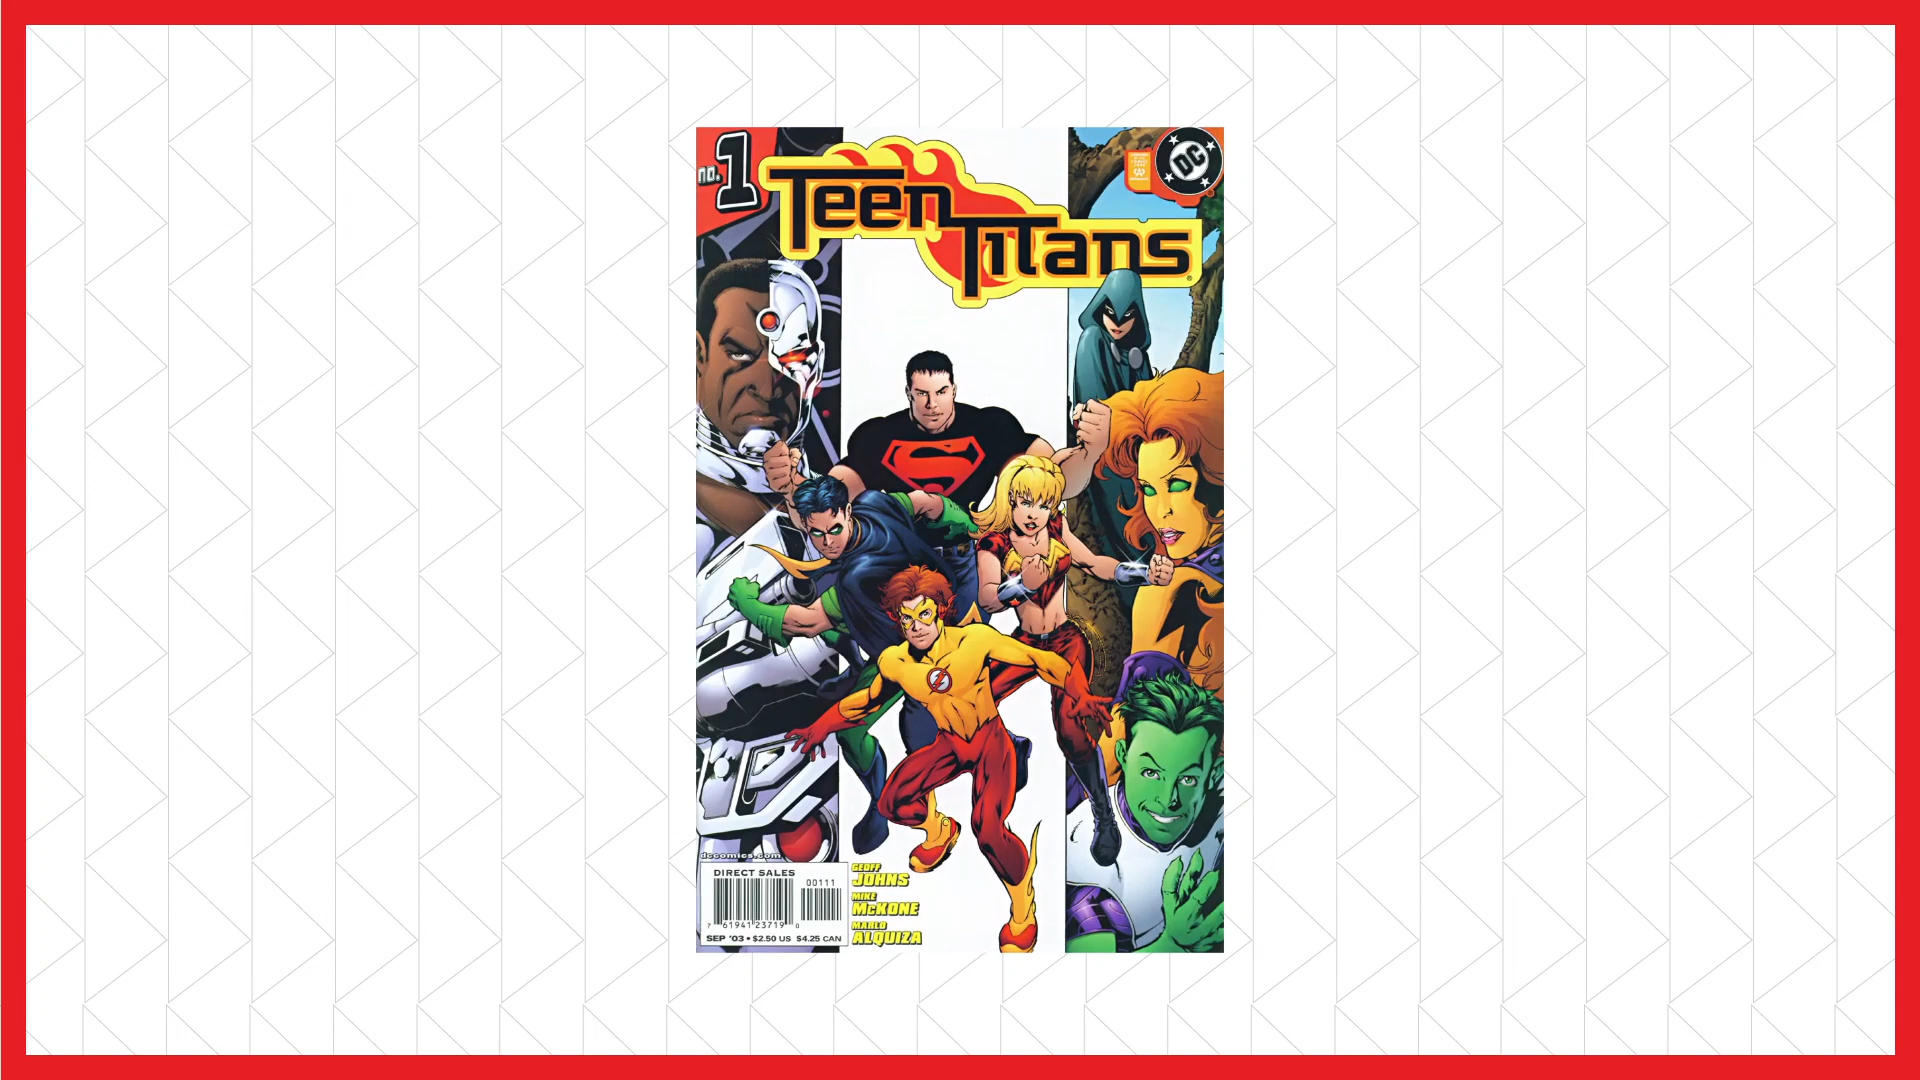 no. 1
Teen
Titans
DC
dccomics.com
DIRECT SALES
00111
7 61941 23719 0
SEP '03 • $2.50 US $4.25 CAN
GEOFF
JOHNS
MIKE
McKONE
MARLO
ALQUIZA